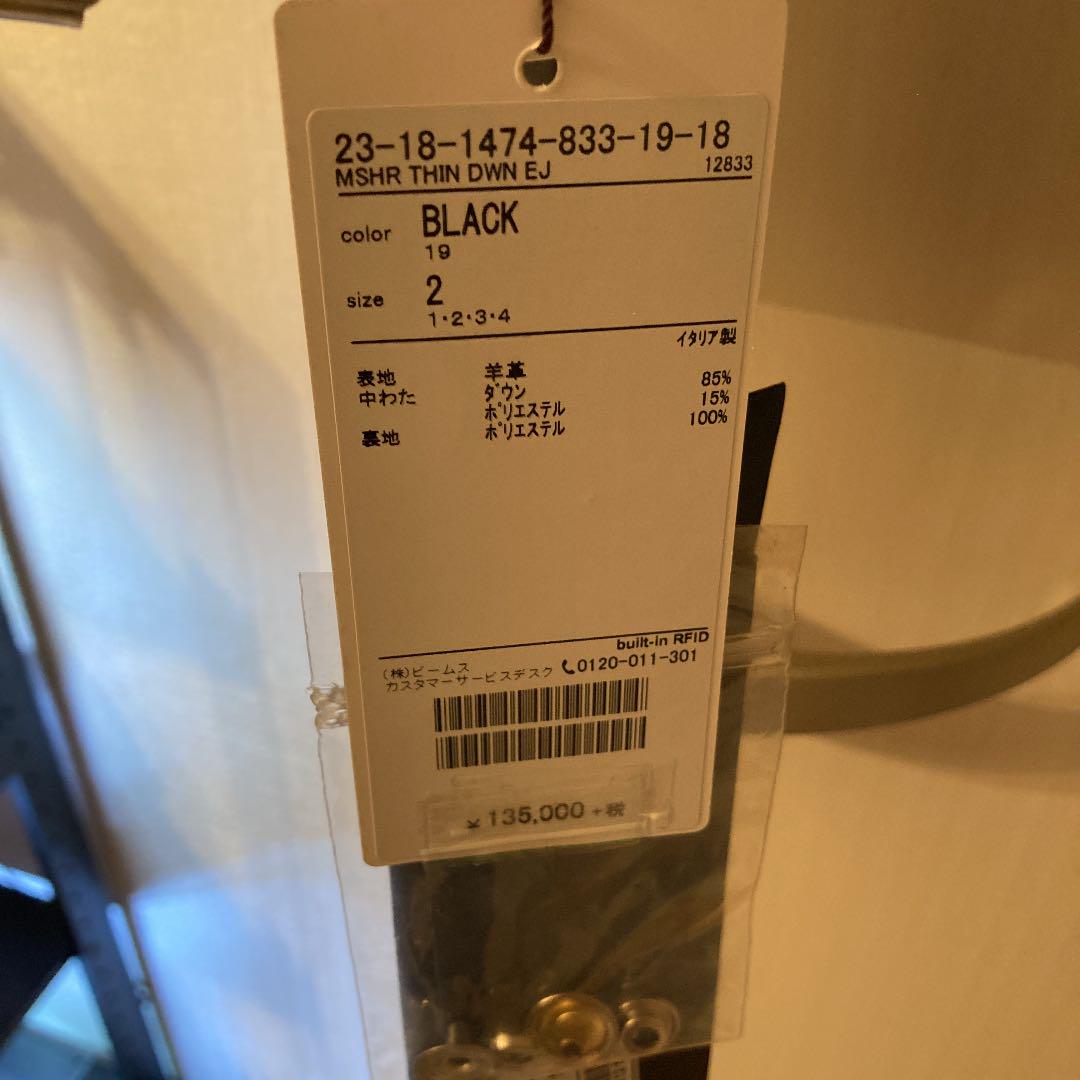 23-18-1474-833-19-18
MSHR THIN DWN EJ 12833
color BLACK
19
size 2
1・2・3・4
イタリア製
表地 羊革
中わた ダウン 85%
ポリエステル 15%
裏地 ポリエステル 100%
built-in RFID
(株)ビームス
カスタマーサービスデスク 0120-011-301
¥ 135,000 +税